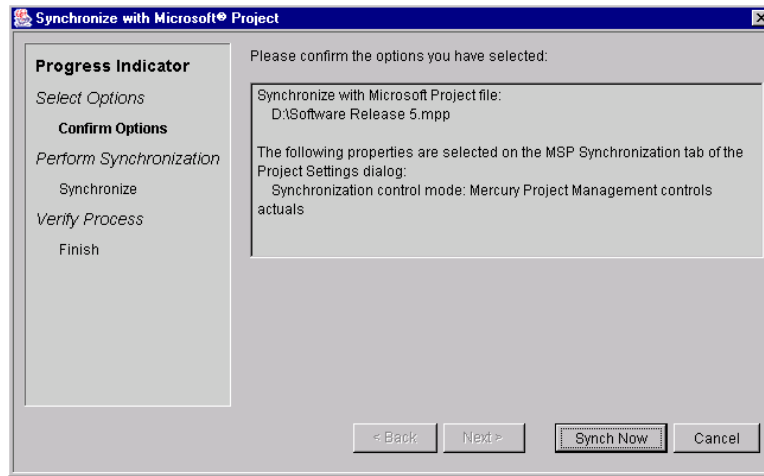 Synchronize with Microsoft® Project
Progress Indicator
Select Options
Confirm Options
Perform Synchronization
Synchronize
Verify Process
Finish
Please confirm the options you have selected:
Synchronize with Microsoft Project file:
D:\Software Release 5.mpp
The following properties are selected on the MSP Synchronization tab of the
Project Settings dialog:
Synchronization control mode: Mercury Project Management controls
actuals
< Back
Next >
Synch Now
Cancel